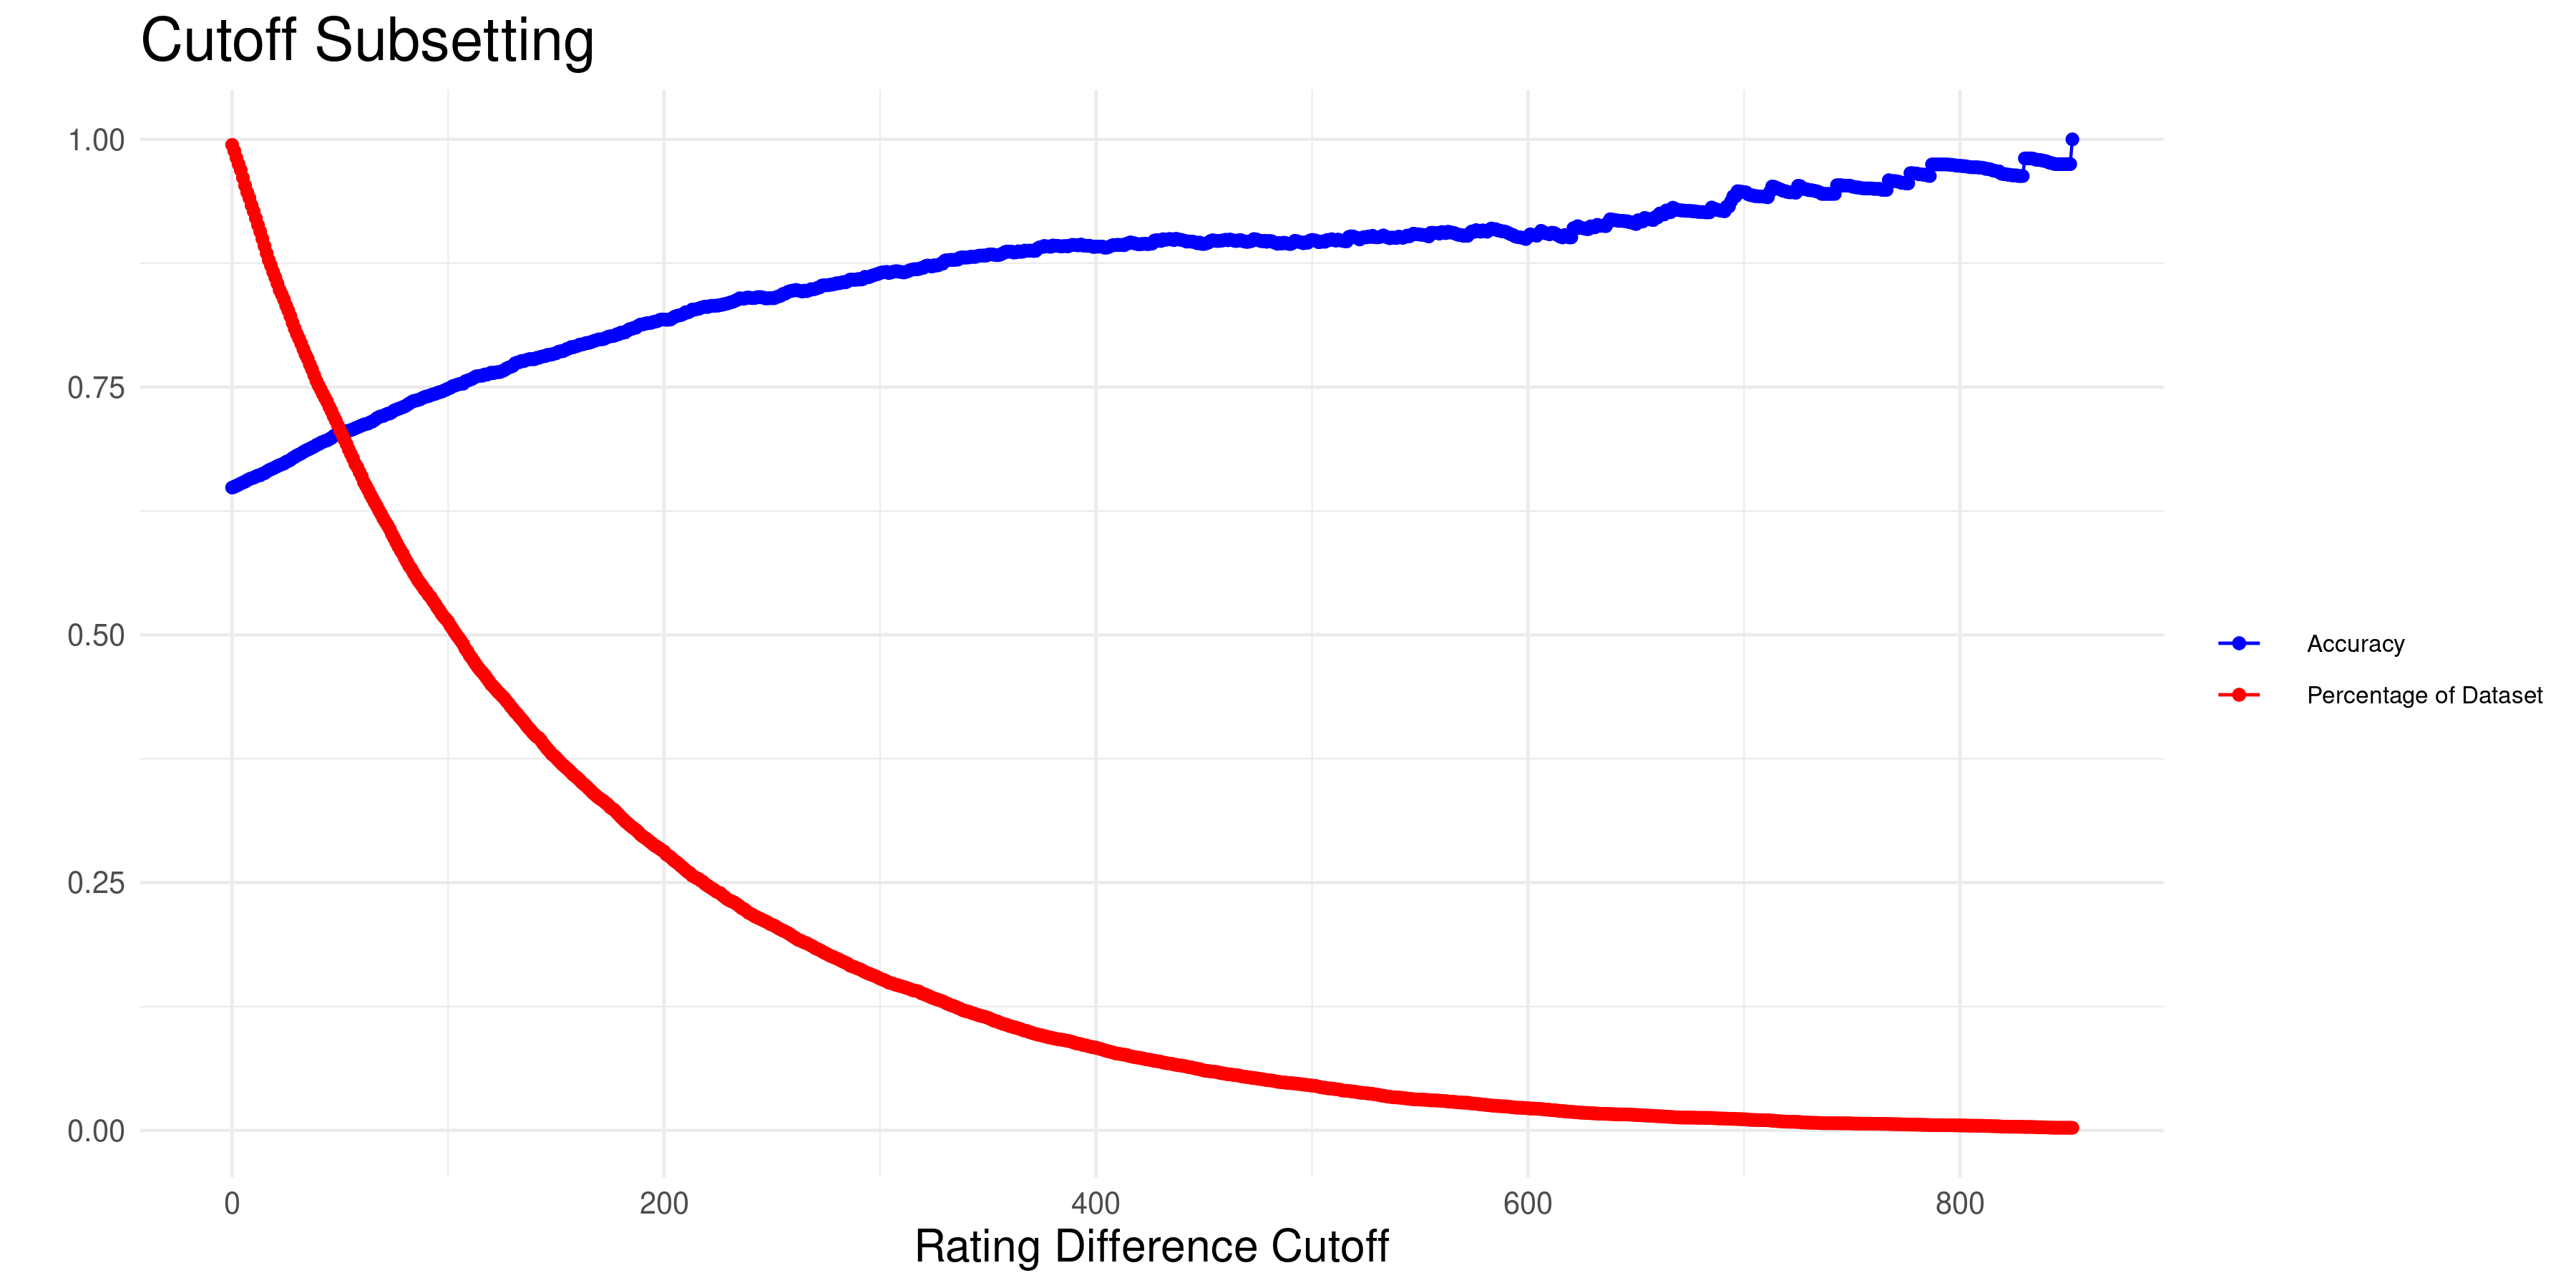 Cutoff Subsetting
1.00
0.75
0.50
0.25
0.00
0 200 400 600 800
Rating Difference Cutoff
Accuracy
Percentage of Dataset